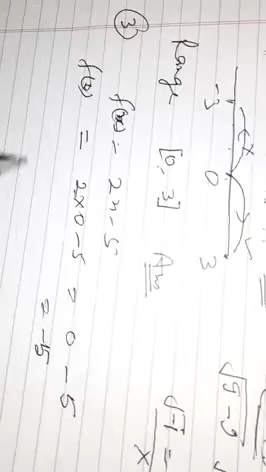 -3 0 3
√9-9
Range [0, 3] Ans
√-7 =
③ f(x) = 2x-5
f(0) = 2×0-5 = 0-5
= -5